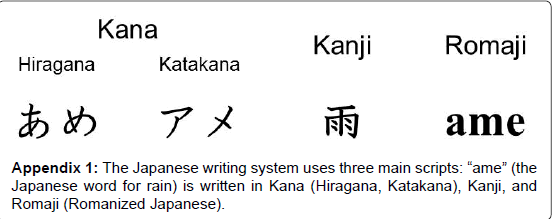 Kana Kanji Romaji
Hiragana Katakana
あめ アメ 雨 ame
Appendix 1: The Japanese writing system uses three main scripts: “ame” (the
Japanese word for rain) is written in Kana (Hiragana, Katakana), Kanji, and
Romaji (Romanized Japanese).